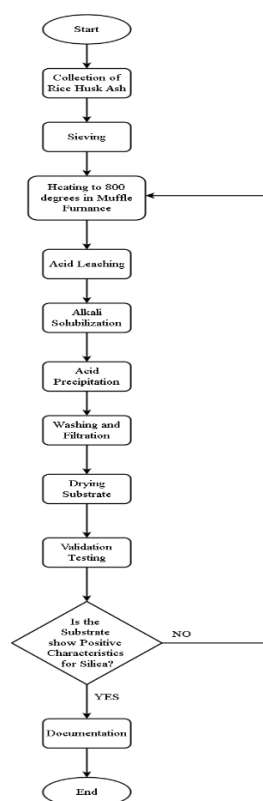 Start
Collection of
Rice Husk Ash
Sieving
Heating to 800
degrees in Muffle
Furnance
Acid Leaching
Alkali
Solubilization
Acid
Precipitation
Washing and
Filtration
Drying
Substrate
Validation
Testing
Is the
Substrate
show Positive
Characteristics
for Silica?
NO
YES
Documentation
End